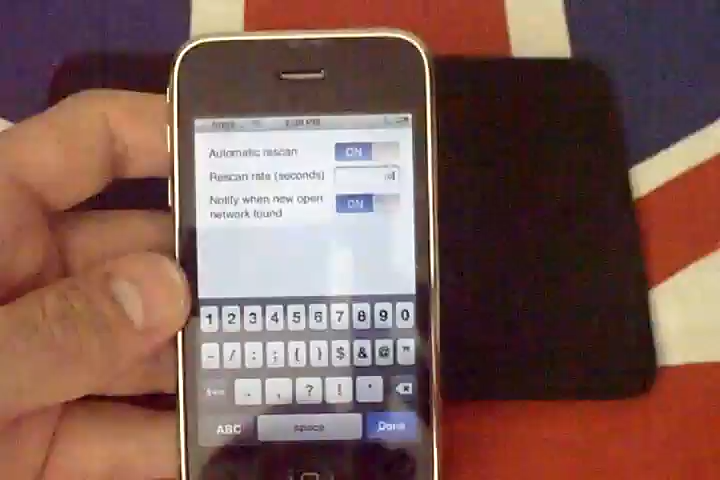 Automatic rescan ON
Rescan rate (seconds)
Notify when new open ON
network found
1 2 3 4 5 6 7 8 9 0
- / : ; ( ) $ & @ "
. , ? ! '
ABC space Done